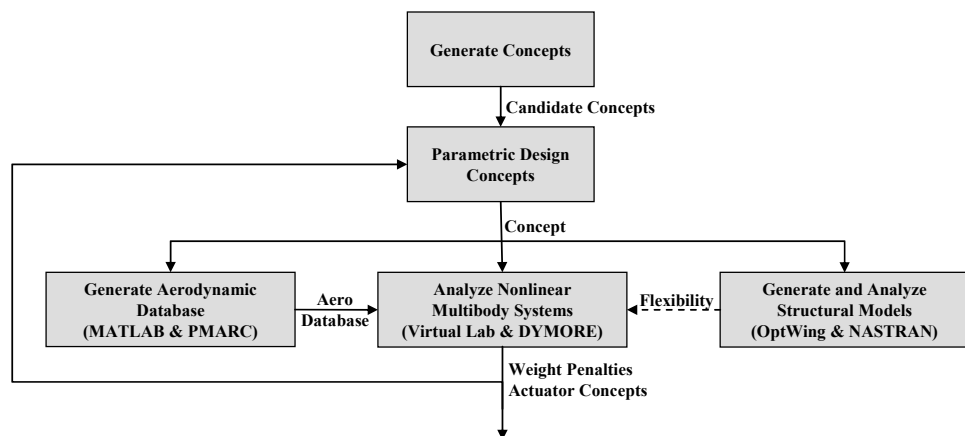 Generate Concepts
Candidate Concepts
Parametric Design
Concepts
Concept
Generate Aerodynamic
Database
(MATLAB & PMARC)
Aero
Database
Analyze Nonlinear
Multibody Systems
(Virtual Lab & DYMORE)
Flexibility
Generate and Analyze
Structural Models
(OptWing & NASTRAN)
Weight Penalties
Actuator Concepts